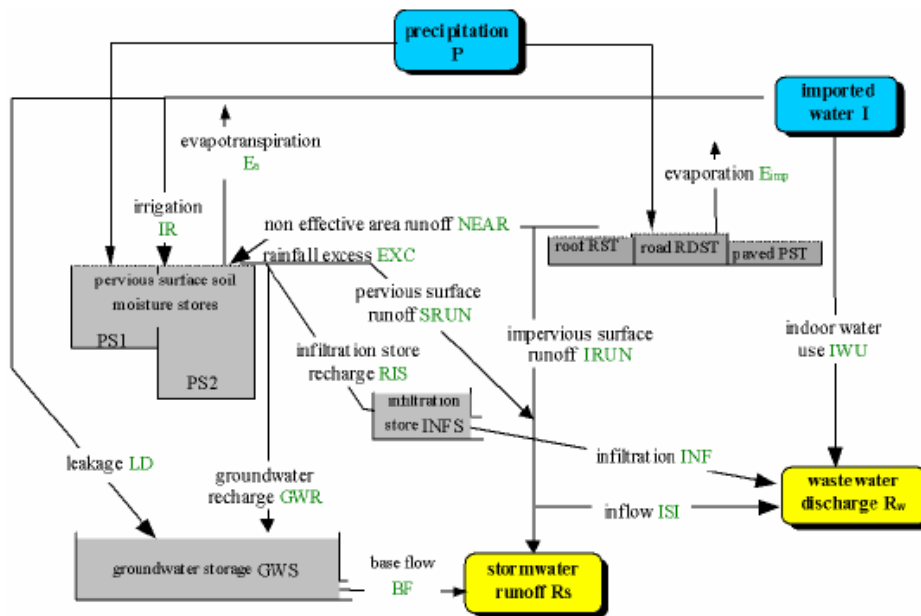 precipitation
P
imported
water I
evapotranspiration
Es
evaporation Eimp
irrigation
IR
non effective area runoff NEAR
rainfall excess EXC
roof RST
road RDST
paved PST
pervious surface soil
moisture stores
PS1
PS2
pervious surface
runoff SRUN
impervious surface
runoff IRUN
indoor water
use IWU
infiltration store
recharge RIS
infiltration
store INFS
infiltration INF
leakage LD
groundwater
recharge GWR
wastewater
discharge Rw
inflow ISI
groundwater storage GWS
base flow
BF
stormwater
runoff Rs